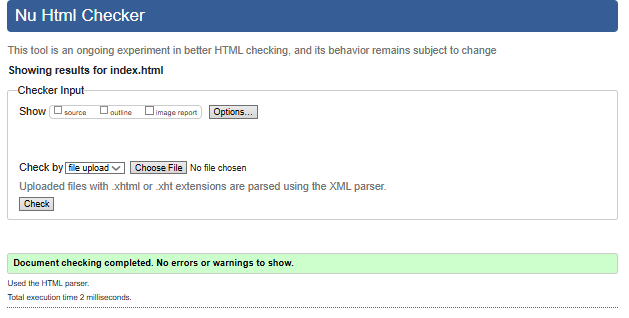 Nu Html Checker
This tool is an ongoing experiment in better HTML checking, and its behavior remains subject to change
Showing results for index.html
Checker Input
Show source outline image report Options...
Check by file upload Choose File No file chosen
Uploaded files with .xhtml or .xht extensions are parsed using the XML parser.
Check
Document checking completed. No errors or warnings to show.
Used the HTML parser.
Total execution time 2 milliseconds.